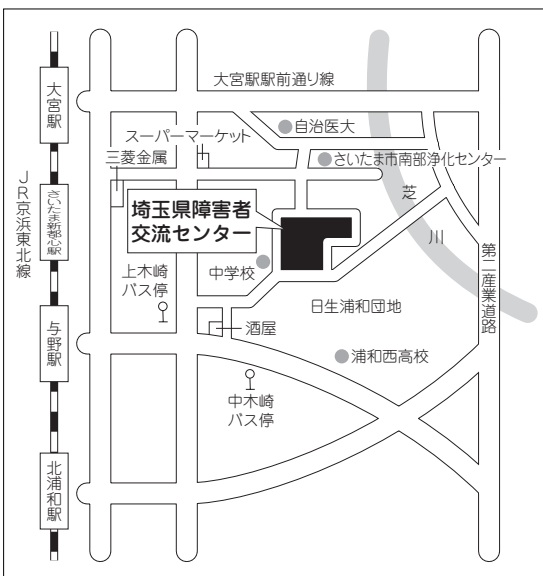 大宮駅
大宮駅駅前通り線
自治医大
スーパーマーケット
さいたま市南部浄化センター
三菱金属
JR京浜東北線
さいたま新都心駅
埼玉県障害者
交流センター
芝川
第二産業道路
中学校
上木崎
バス停
日生浦和団地
酒屋
与野駅
浦和西高校
中木崎
バス停
北浦和駅